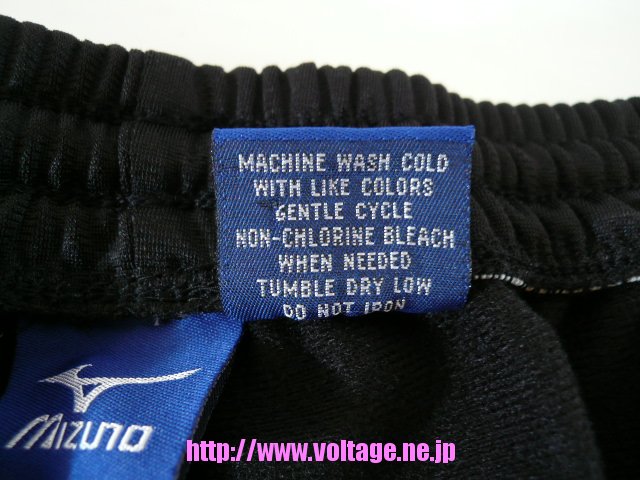 MACHINE WASH COLD
WITH LIKE COLORS
GENTLE CYCLE
NON-CHLORINE BLEACH
WHEN NEEDED
TUMBLE DRY LOW
DO NOT IRON
MIZUNO
http://www.voltage.ne.jp